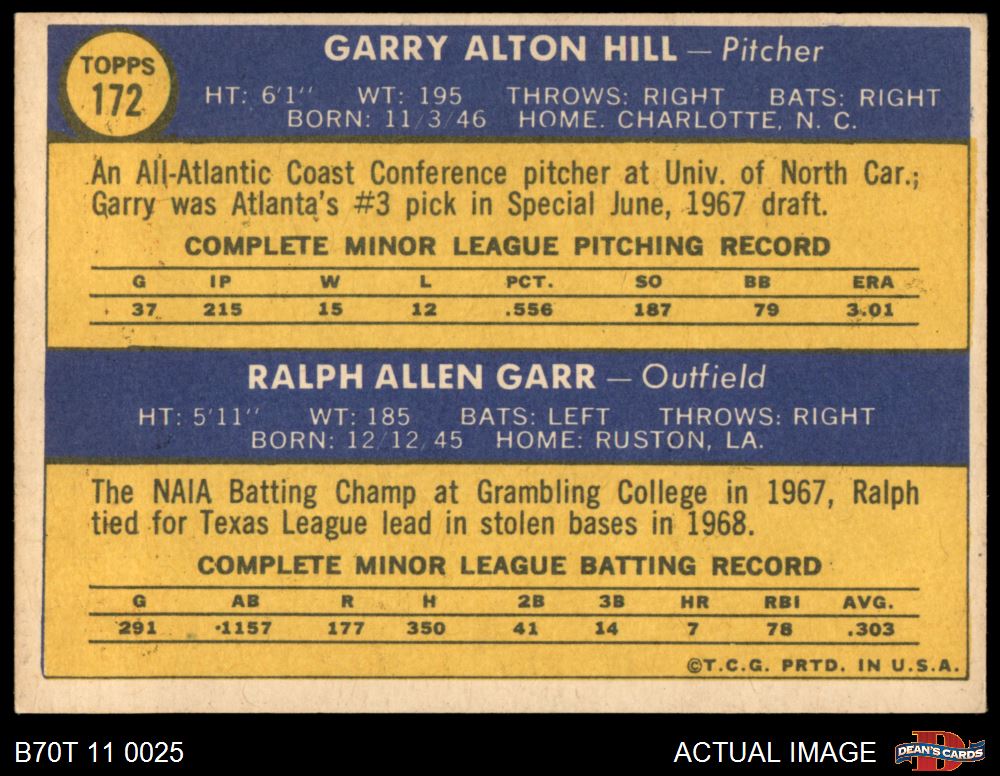 TOPPS
172
GARRY ALTON HILL — Pitcher
HT: 6'1'' WT: 195 THROWS: RIGHT BATS: RIGHT
BORN: 11/3/46 HOME. CHARLOTTE, N. C.
An All-Atlantic Coast Conference pitcher at Univ. of North Car.;
Garry was Atlanta's #3 pick in Special June, 1967 draft.
COMPLETE MINOR LEAGUE PITCHING RECORD
G IP W L PCT. SO BB ERA
37 215 15 12 .556 187 79 3.01
RALPH ALLEN GARR — Outfield
HT: 5'11'' WT: 185 BATS: LEFT THROWS: RIGHT
BORN: 12/12/45 HOME: RUSTON, LA.
The NAIA Batting Champ at Grambling College in 1967, Ralph
tied for Texas League lead in stolen bases in 1968.
COMPLETE MINOR LEAGUE BATTING RECORD
G AB R H 2B 3B HR RBI AVG.
291 1157 177 350 41 14 7 78 .303
©T.C.G. PRTD. IN U.S.A.
B70T 11 0025
ACTUAL IMAGE
DEAN'S CARDS